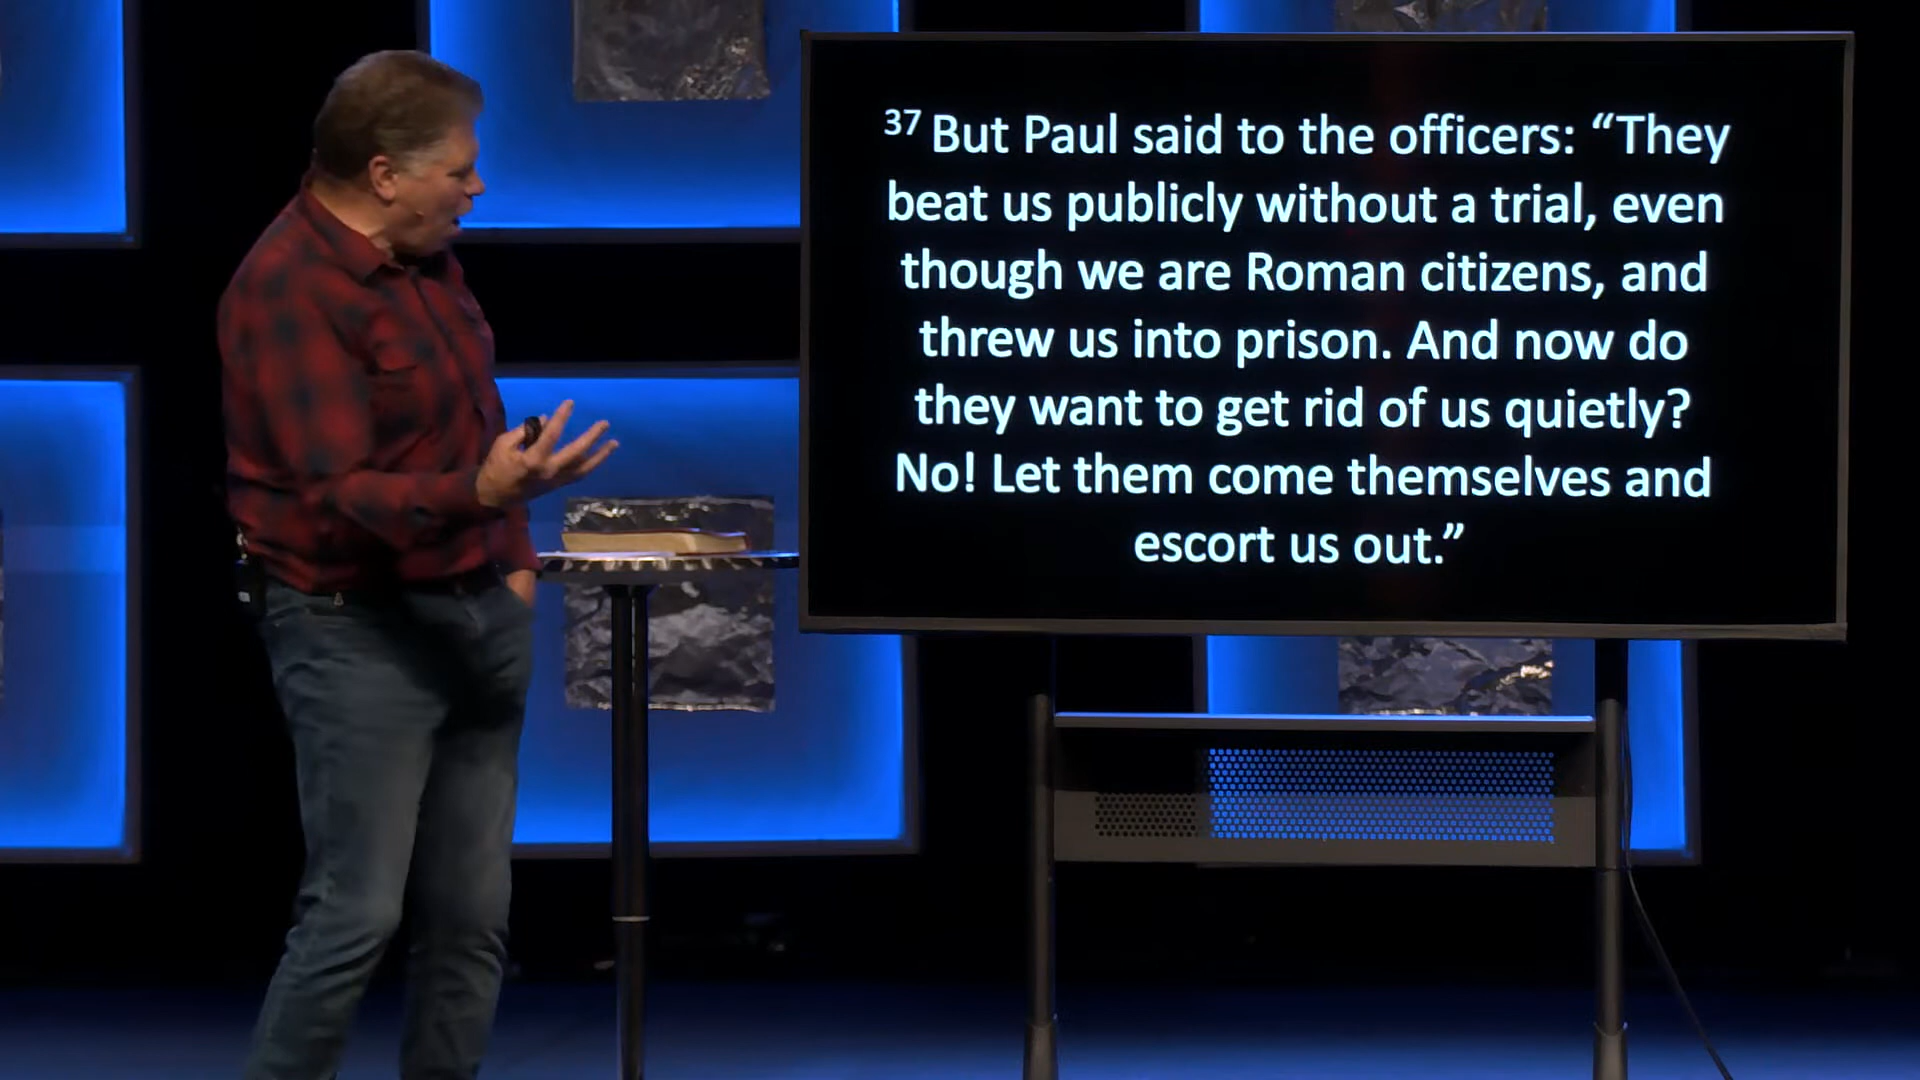 37 But Paul said to the officers: “They
beat us publicly without a trial, even
though we are Roman citizens, and
threw us into prison. And now do
they want to get rid of us quietly?
No! Let them come themselves and
escort us out.”